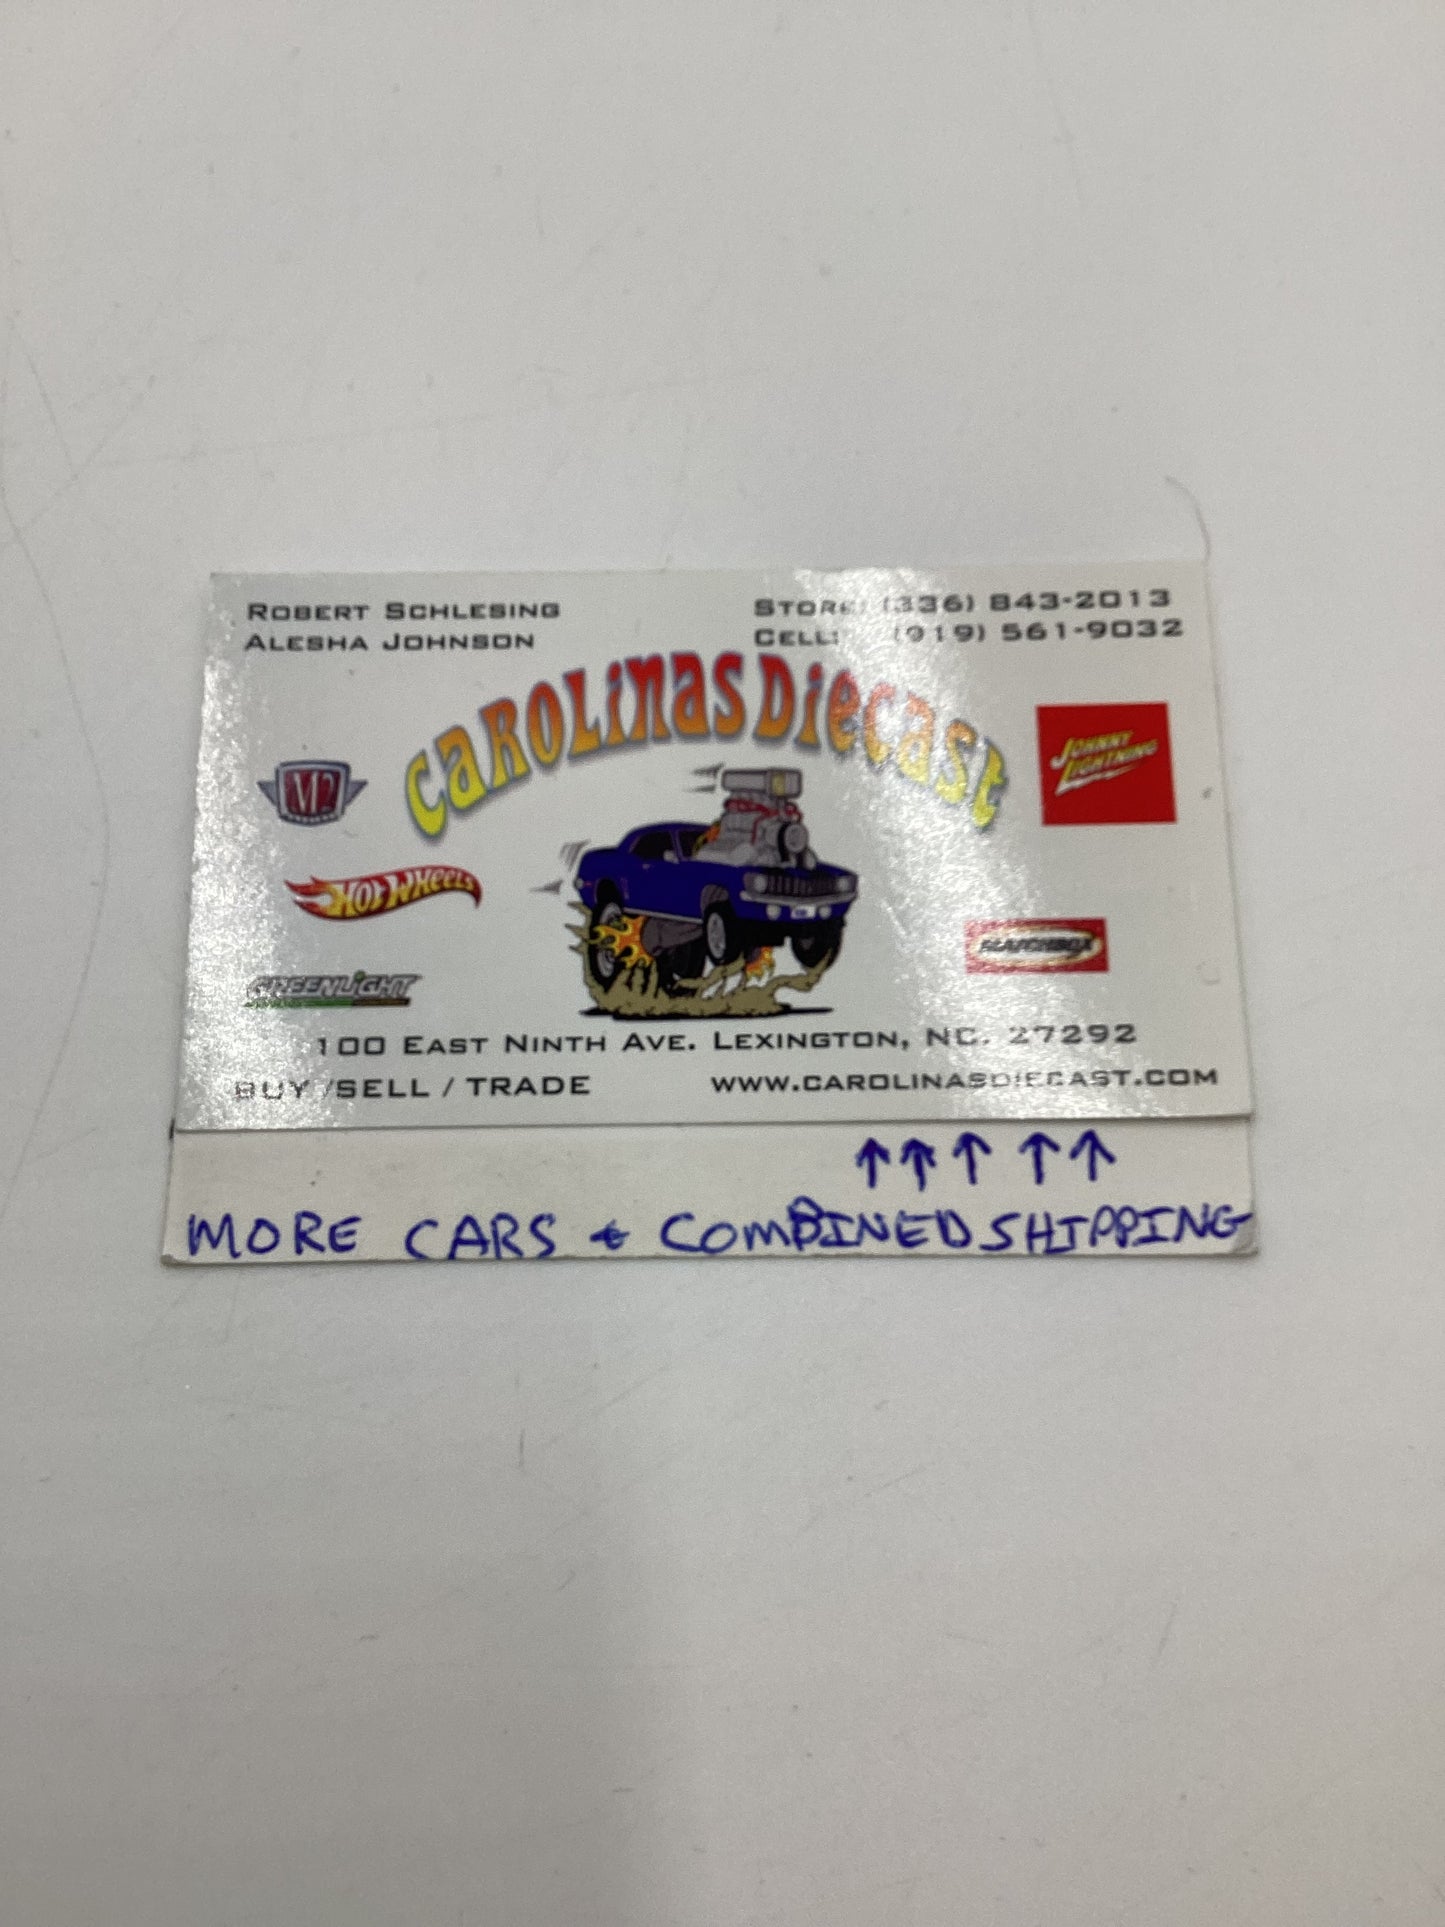 ROBERT SCHLESING
ALESHA JOHNSON
STORE: (336) 843-2013
CELL: (919) 561-9032
CAROLINAS DIECAST
M2
JOHNNY LIGHTNING
HOT WHEELS
MATCHBOX
GREENLIGHT
100 EAST NINTH AVE. LEXINGTON, NC. 27292
BUY / SELL / TRADE
WWW.CAROLINASDIECAST.COM
MORE CARS & COMBINED SHIPPING